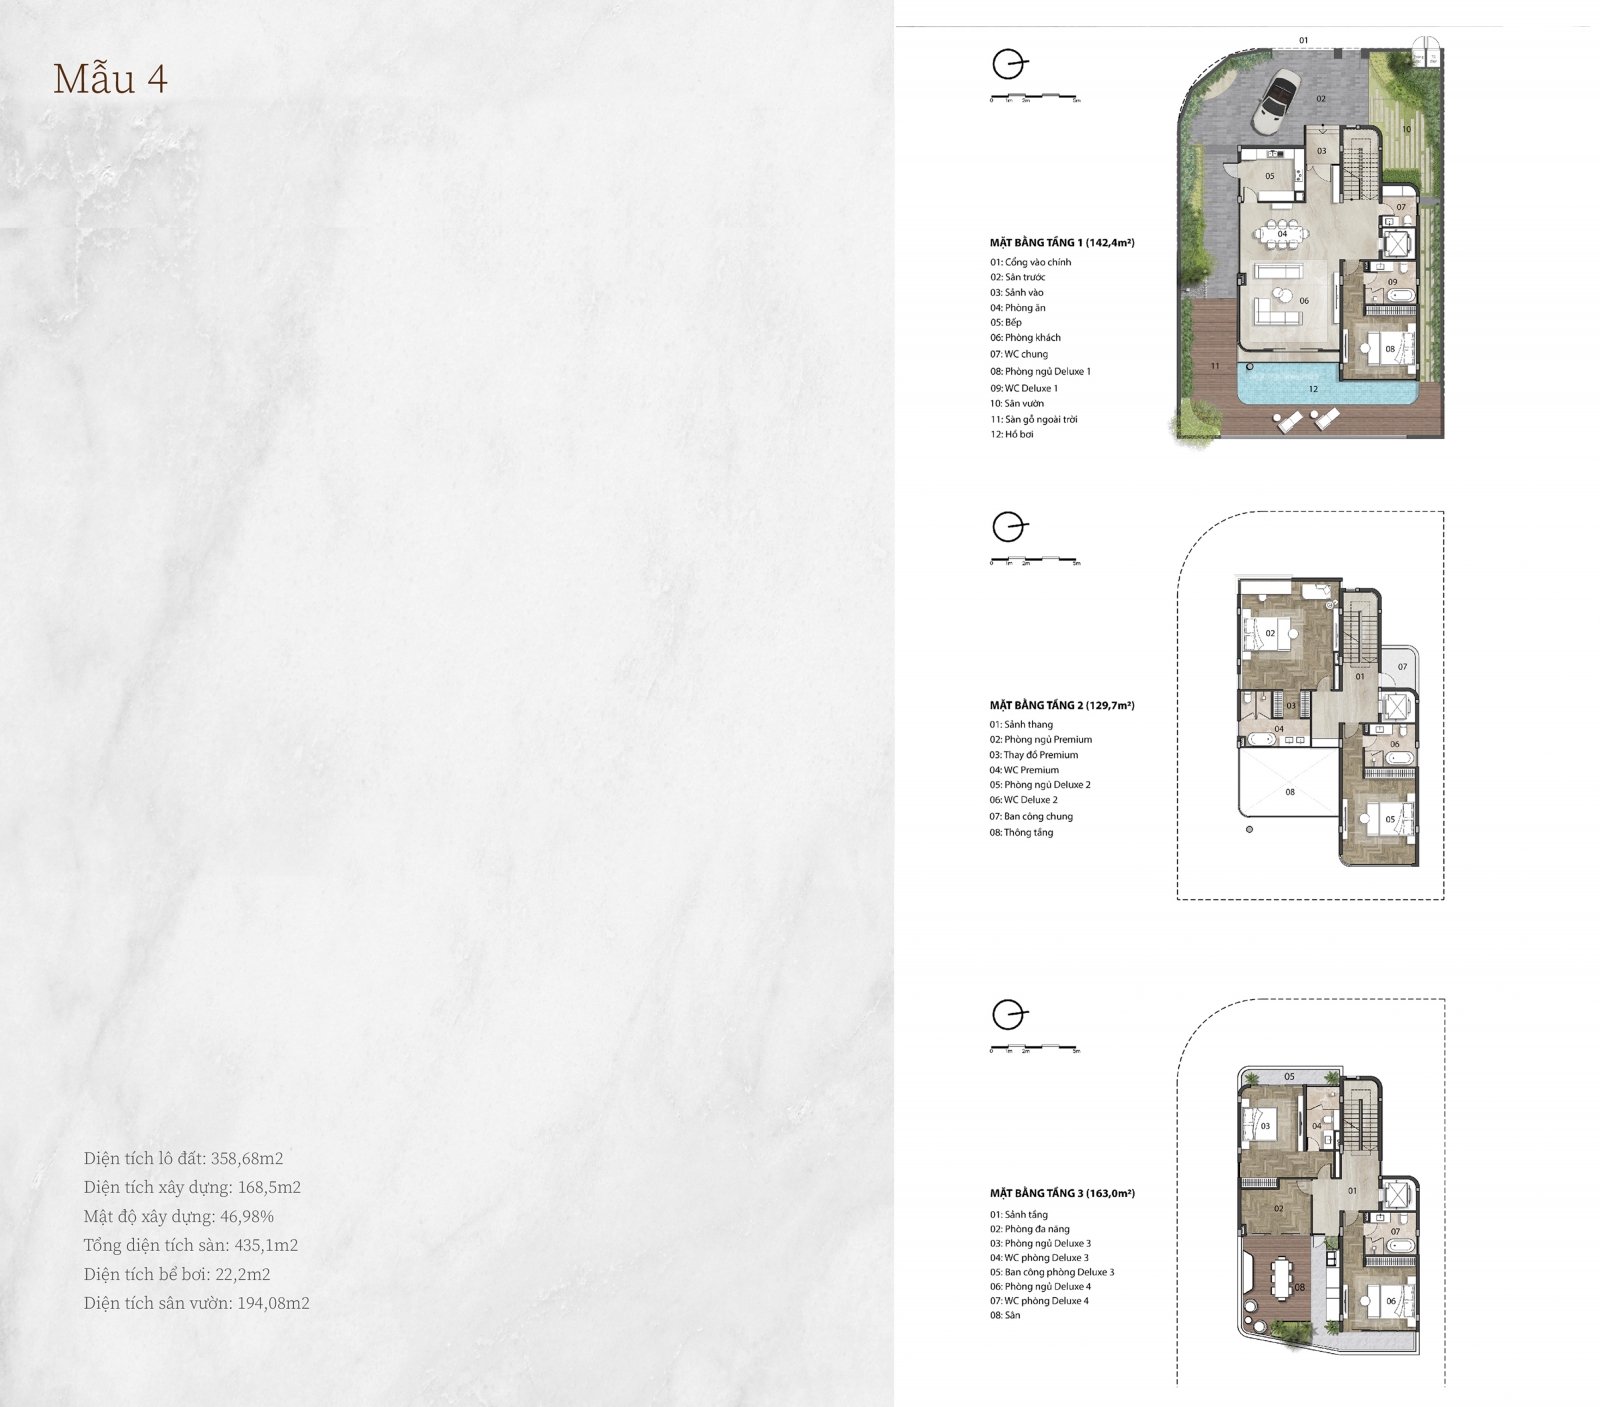 Mẫu 4
Diện tích lô đất: 358,68m2
Diện tích xây dựng: 168,5m2
Mật độ xây dựng: 46,98%
Tổng diện tích sàn: 435,1m2
Diện tích bể bơi: 22,2m2
Diện tích sân vườn: 194,08m2
0 1m 2m 5m
MẶT BẰNG TẦNG 1 (142,4m²)
01: Cổng vào chính
02: Sân trước
03: Sảnh vào
04: Phòng ăn
05: Bếp
06: Phòng khách
07: WC chung
08: Phòng ngủ Deluxe 1
09: WC Deluxe 1
10: Sân vườn
11: Sàn gỗ ngoài trời
12: Hồ bơi
01
02
10
03
05
07
04
09
06
08
11
12
0 1m 2m 5m
MẶT BẰNG TẦNG 2 (129,7m²)
01: Sảnh thang
02: Phòng ngủ Premium
03: Thay đồ Premium
04: WC Premium
05: Phòng ngủ Deluxe 2
06: WC Deluxe 2
07: Ban công chung
08: Thông tầng
02
07
01
03
04
06
08
05
0 1m 2m 5m
MẶT BẰNG TẦNG 3 (163,0m²)
01: Sảnh tầng
02: Phòng đa năng
03: Phòng ngủ Deluxe 3
04: WC phòng Deluxe 3
05: Ban công phòng Deluxe 3
06: Phòng ngủ Deluxe 4
07: WC phòng Deluxe 4
08: Sân
05
03
04
01
02
07
08
06